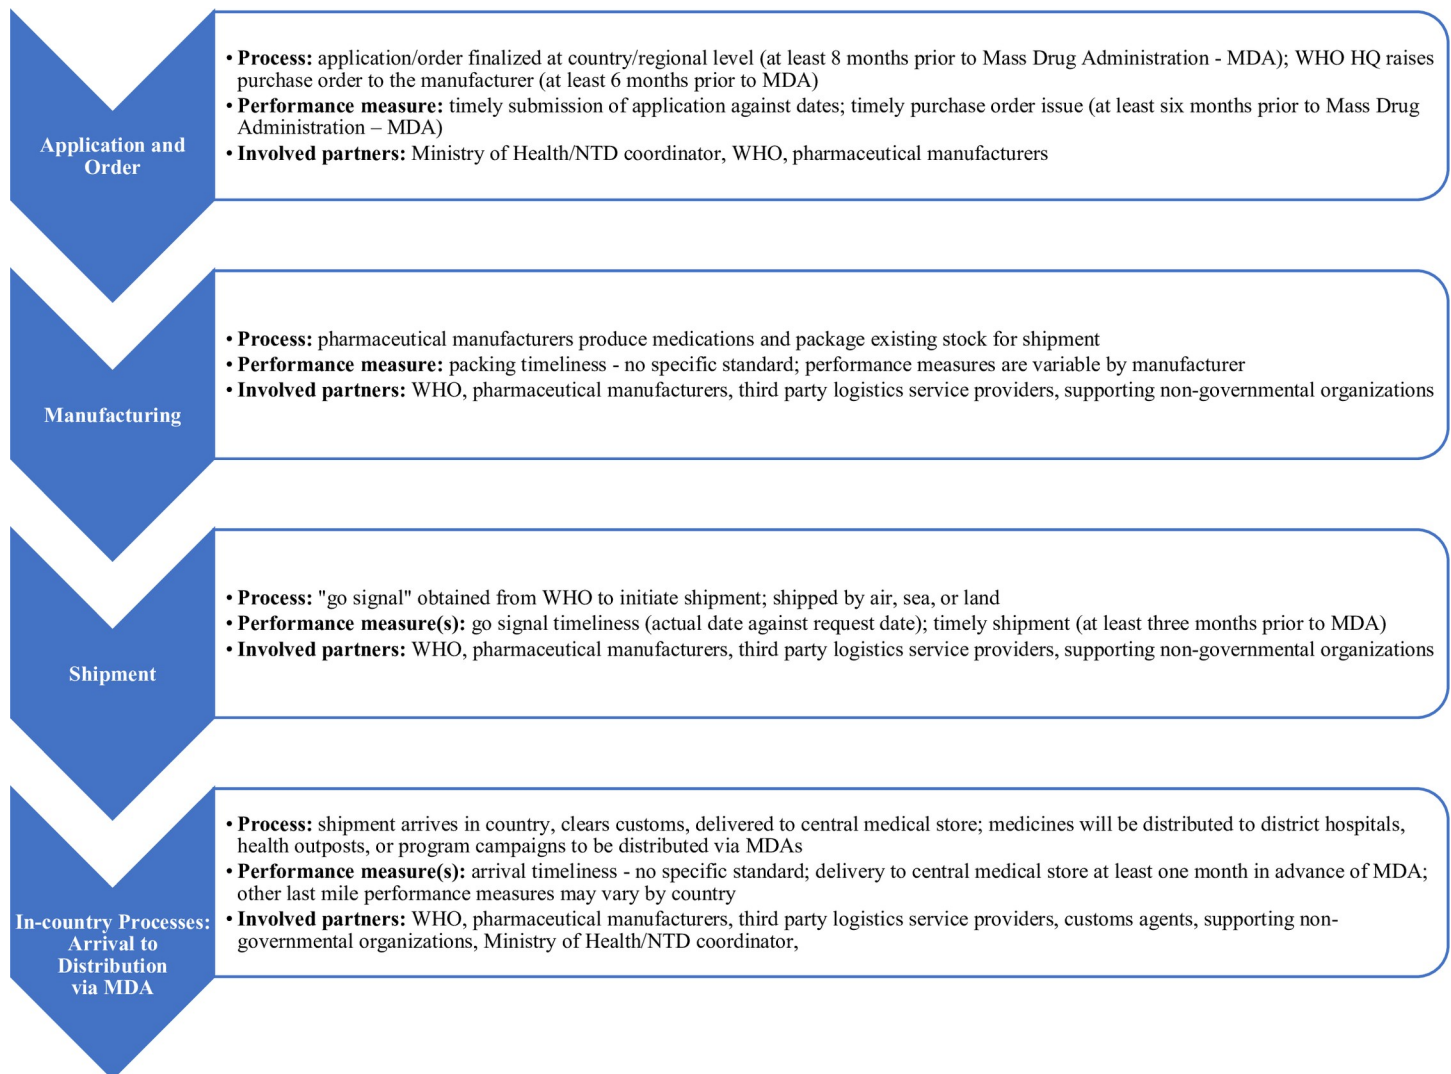 Application and
Order
• Process: application/order finalized at country/regional level (at least 8 months prior to Mass Drug Administration - MDA); WHO HQ raises
purchase order to the manufacturer (at least 6 months prior to MDA)
• Performance measure: timely submission of application against dates; timely purchase order issue (at least six months prior to Mass Drug
Administration – MDA)
• Involved partners: Ministry of Health/NTD coordinator, WHO, pharmaceutical manufacturers
Manufacturing
• Process: pharmaceutical manufacturers produce medications and package existing stock for shipment
• Performance measure: packing timeliness - no specific standard; performance measures are variable by manufacturer
• Involved partners: WHO, pharmaceutical manufacturers, third party logistics service providers, supporting non-governmental organizations
Shipment
• Process: "go signal" obtained from WHO to initiate shipment; shipped by air, sea, or land
• Performance measure(s): go signal timeliness (actual date against request date); timely shipment (at least three months prior to MDA)
• Involved partners: WHO, pharmaceutical manufacturers, third party logistics service providers, supporting non-governmental organizations
In-country Processes:
Arrival to
Distribution
via MDA
• Process: shipment arrives in country, clears customs, delivered to central medical store; medicines will be distributed to district hospitals,
health outposts, or program campaigns to be distributed via MDAs
• Performance measure(s): arrival timeliness - no specific standard; delivery to central medical store at least one month in advance of MDA;
other last mile performance measures may vary by country
• Involved partners: WHO, pharmaceutical manufacturers, third party logistics service providers, customs agents, supporting non-
governmental organizations, Ministry of Health/NTD coordinator,